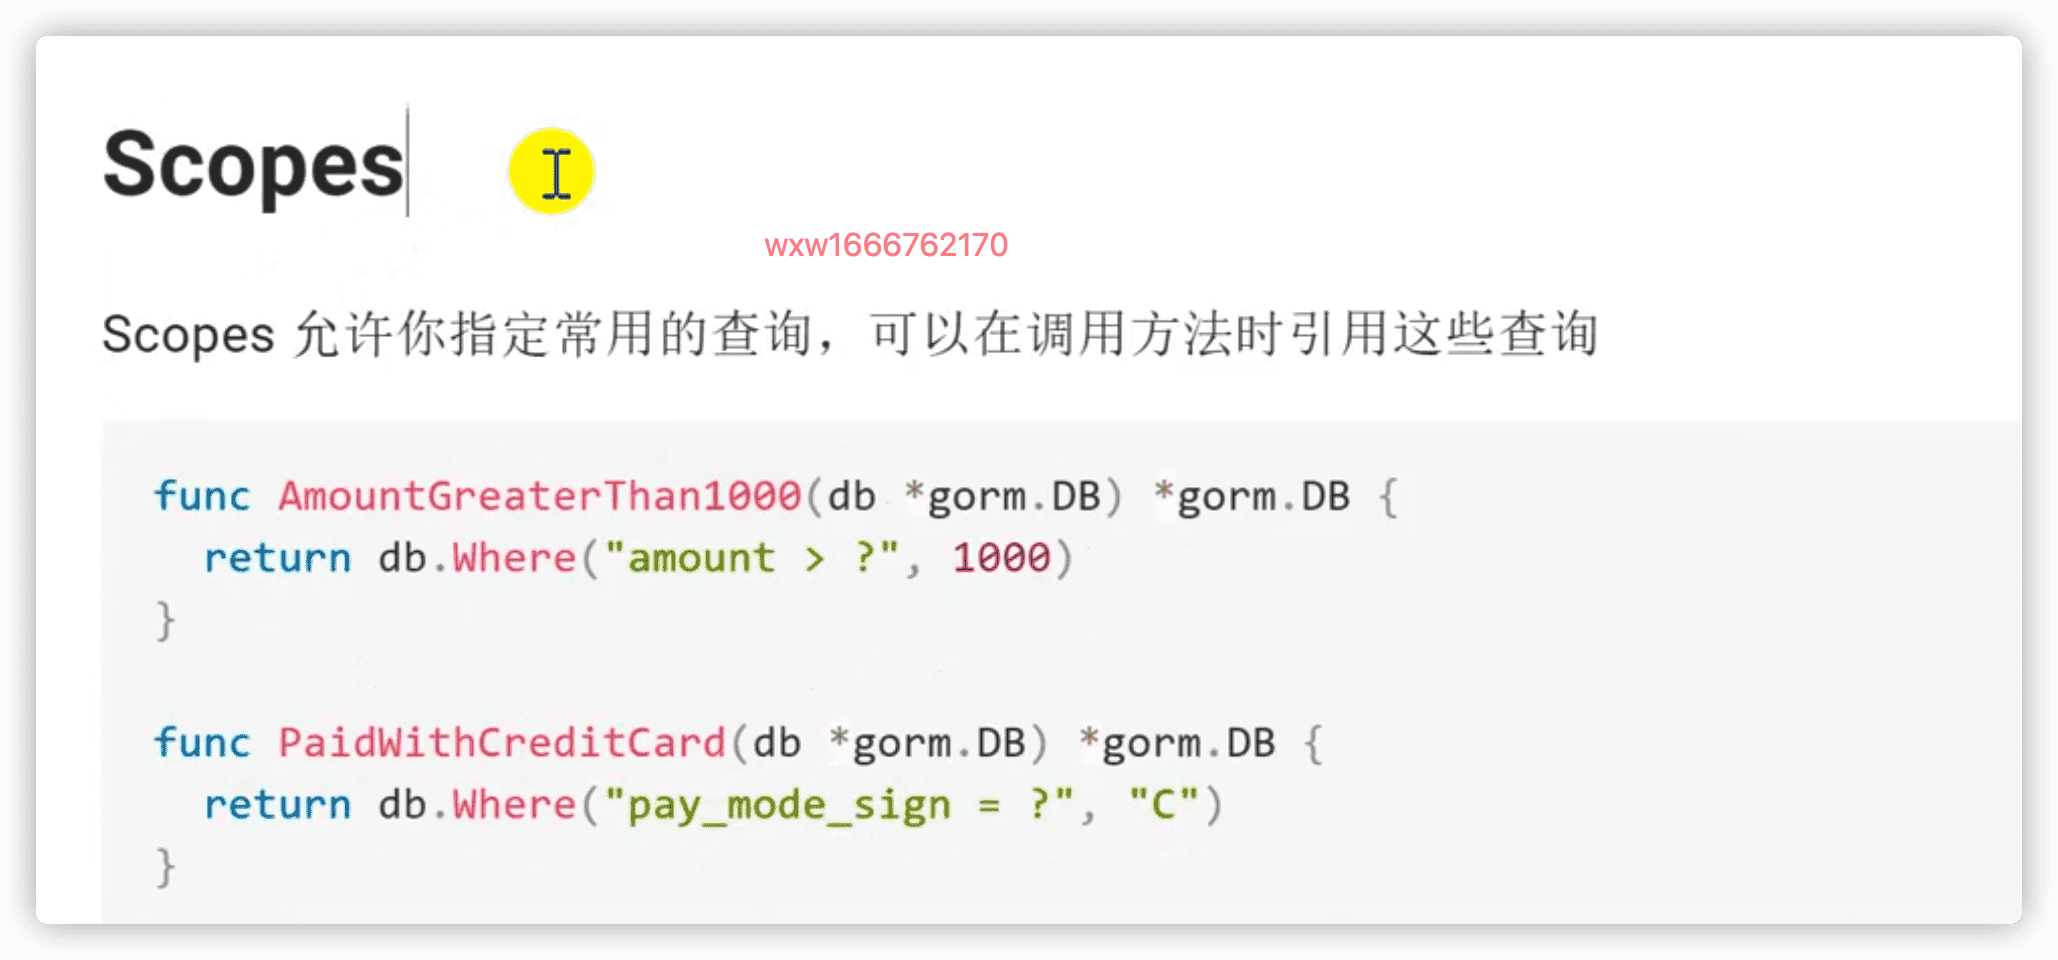 Scopes
wxw1666762170
Scopes 允许你指定常用的查询，可以在调用方法时引用这些查询
func AmountGreaterThan1000(db *gorm.DB) *gorm.DB {
  return db.Where("amount > ?", 1000)
}
func PaidWithCreditCard(db *gorm.DB) *gorm.DB {
  return db.Where("pay_mode_sign = ?", "C")
}